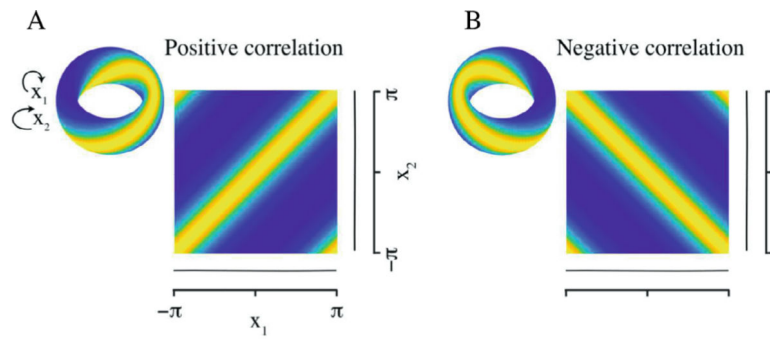 A
Positive correlation
x1
x2
π
x2
-π
-π
π
x1
B
Negative correlation